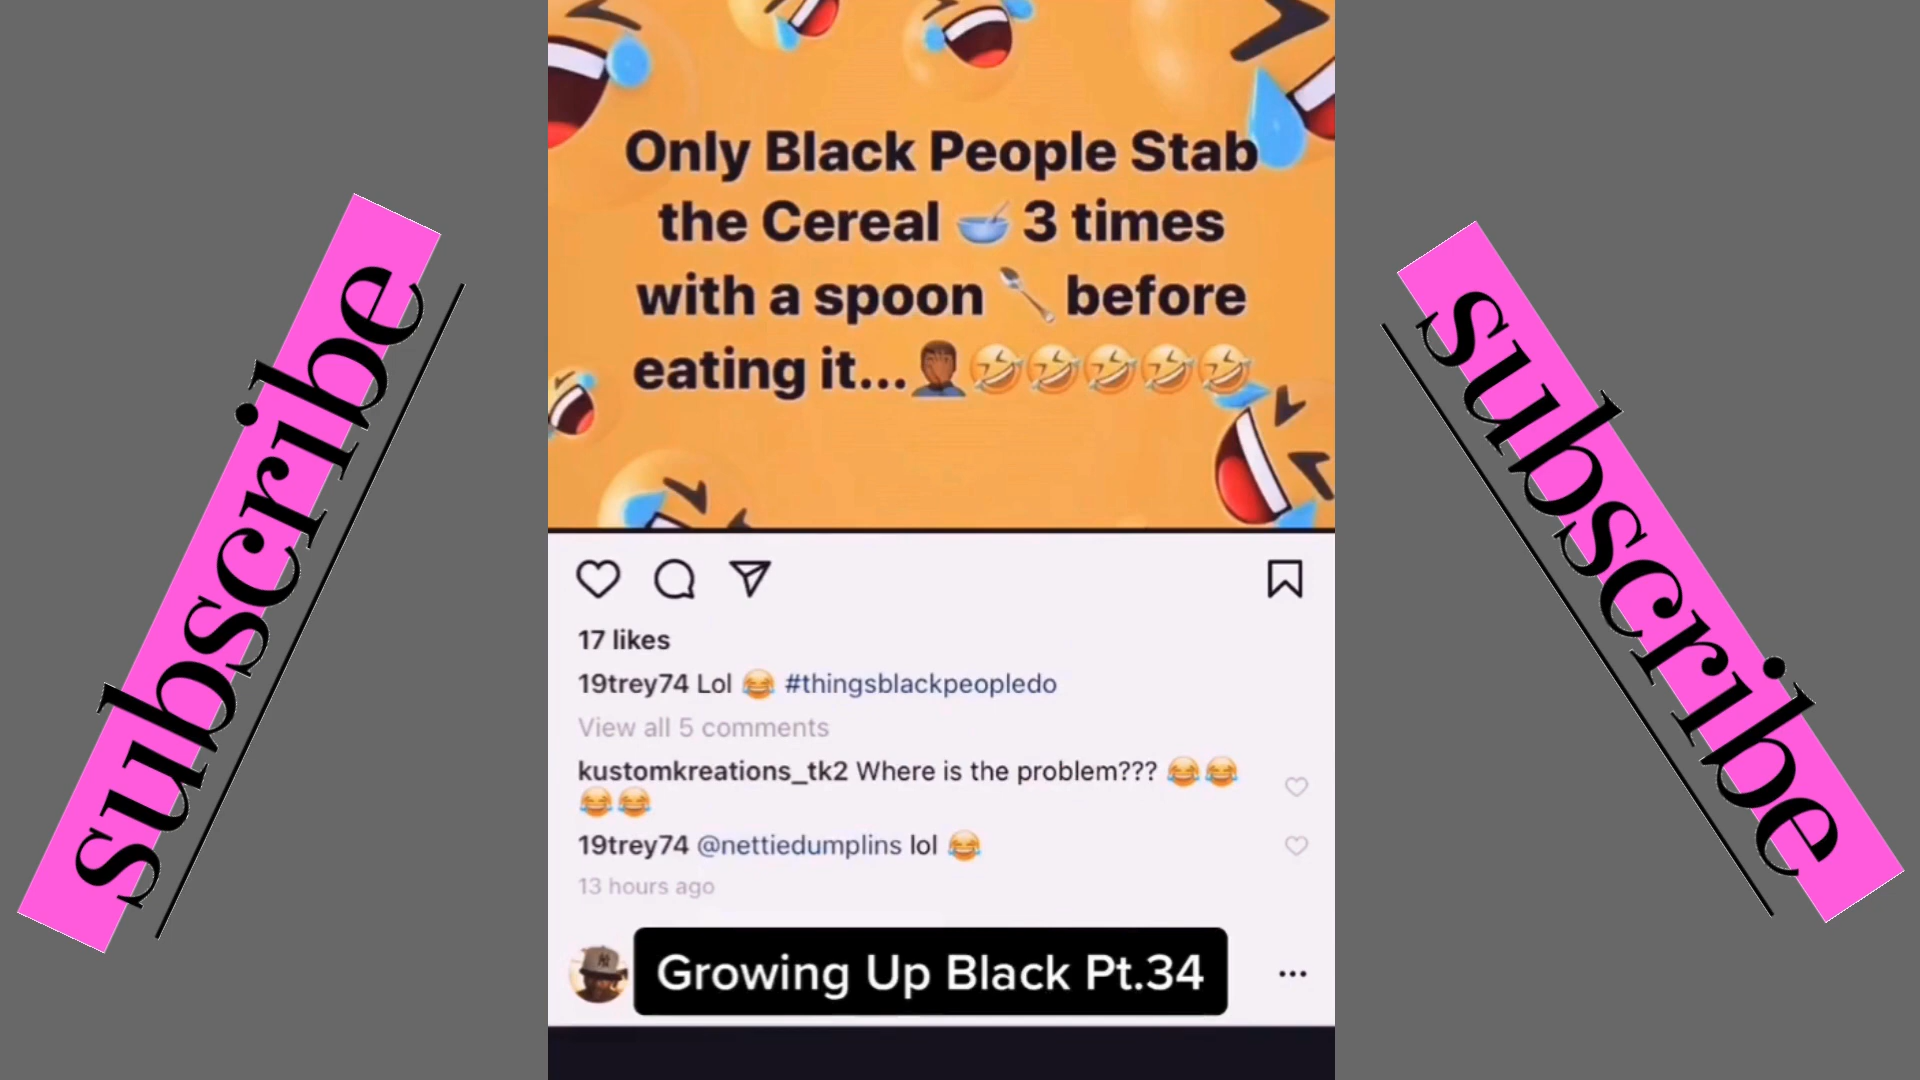 Only Black People Stab
the Cereal 🥣 3 times
with a spoon 🥄 before
eating it...🤦🏾‍♂️🤣🤣🤣🤣🤣
subscribe
subscribe
17 likes
19trey74 Lol 😂 #thingsblackpeopledo
View all 5 comments
kustomkreations_tk2 Where is the problem??? 😂😂
😂😂
19trey74 @nettiedumplins lol 😂
13 hours ago
Growing Up Black Pt.34